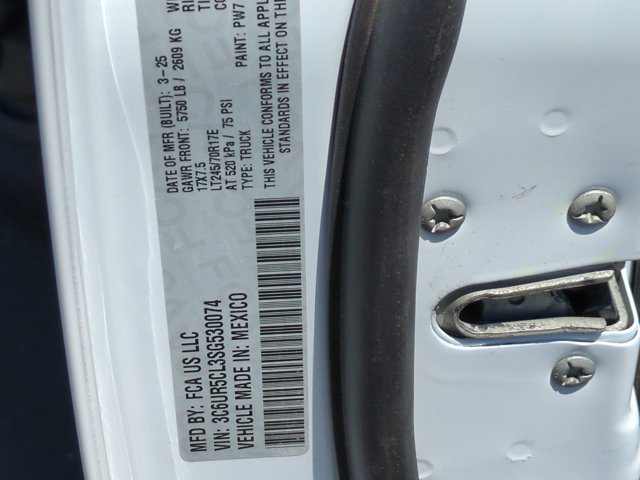 MFD BY: FCA US LLC
DATE OF MFR (BUILT): 3-25
GAWR FRONT: 5750 LB / 2609 KG
17X7.5
LT245/70R17E
AT 520 kPa / 75 PSI
TYPE: TRUCK
PAINT: PW7
VIN: 3C6UR5CL3SG530074
THIS VEHICLE CONFORMS TO ALL APPL
STANDARDS IN EFFECT ON THE
VEHICLE MADE IN: MEXICO